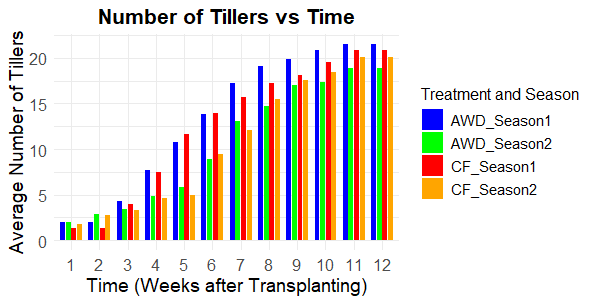 Number of Tillers vs Time
Average Number of Tillers
20
15
10
5
0
1 2 3 4 5 6 7 8 9 10 11 12
Time (Weeks after Transplanting)
Treatment and Season
AWD_Season1
AWD_Season2
CF_Season1
CF_Season2